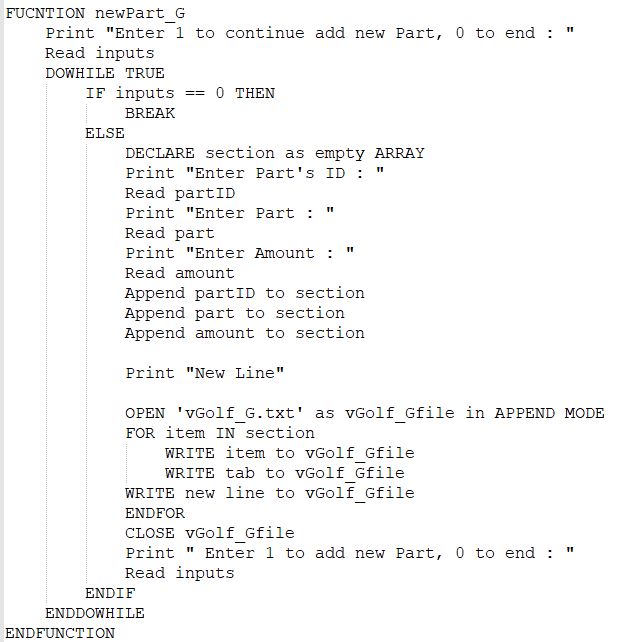 FUCNTION newPart_G
Print "Enter 1 to continue add new Part, 0 to end : "
Read inputs
DOWHILE TRUE
IF inputs == 0 THEN
BREAK
ELSE
DECLARE section as empty ARRAY
Print "Enter Part's ID : "
Read partID
Print "Enter Part : "
Read part
Print "Enter Amount : "
Read amount
Append partID to section
Append part to section
Append amount to section
Print "New Line"
OPEN 'vGolf_G.txt' as vGolf_Gfile in APPEND MODE
FOR item IN section
WRITE item to vGolf_Gfile
WRITE tab to vGolf_Gfile
WRITE new line to vGolf_Gfile
ENDFOR
CLOSE vGolf_Gfile
Print " Enter 1 to add new Part, 0 to end : "
Read inputs
ENDIF
ENDDOWHILE
ENDFUNCTION